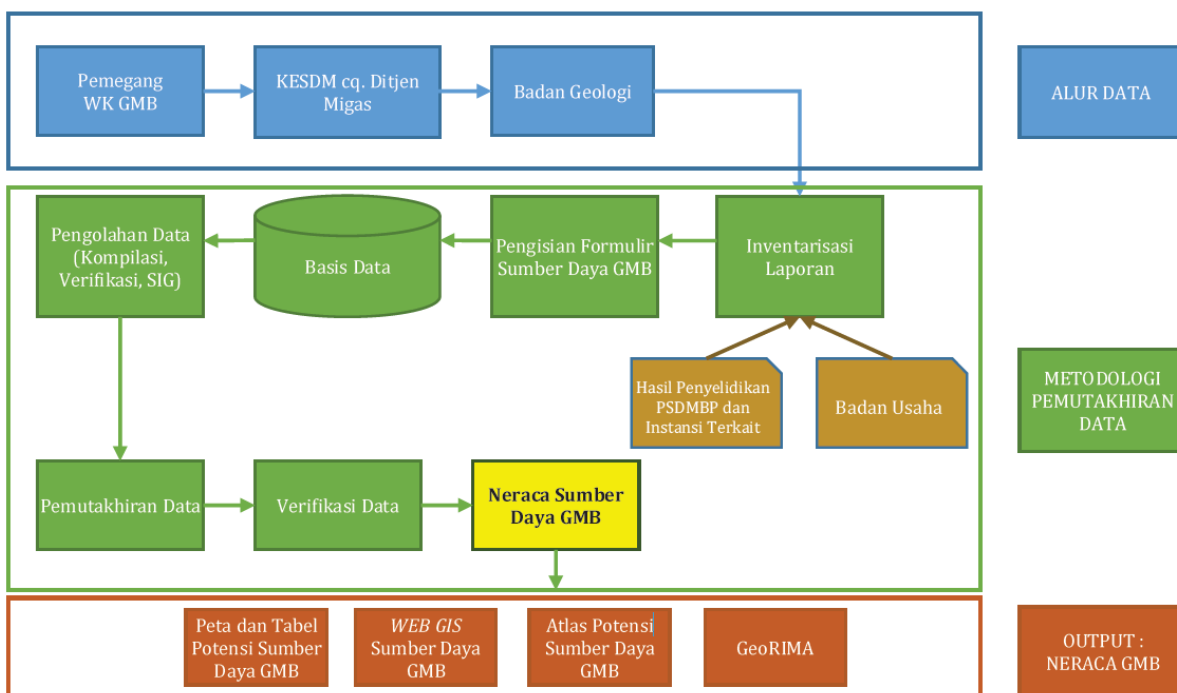 Pemegang
WK GMB
KESDM cq. Ditjen
Migas
Badan Geologi
ALUR DATA
Pengolahan Data
(Kompilasi,
Verifikasi, SIG)
Basis Data
Pengisian Formulir
Sumber Daya GMB
Inventarisasi
Laporan
Hasil Penyelidikan
PSDMBP dan
Instansi Terkait
Badan Usaha
METODOLOGI
PEMUTAKHIRAN
DATA
Pemutakhiran Data
Verifikasi Data
Neraca Sumber
Daya GMB
Peta dan Tabel
Potensi Sumber
Daya GMB
WEB GIS
Sumber Daya
GMB
Atlas Potensi
Sumber Daya
GMB
GeoRIMA
OUTPUT :
NERACA GMB